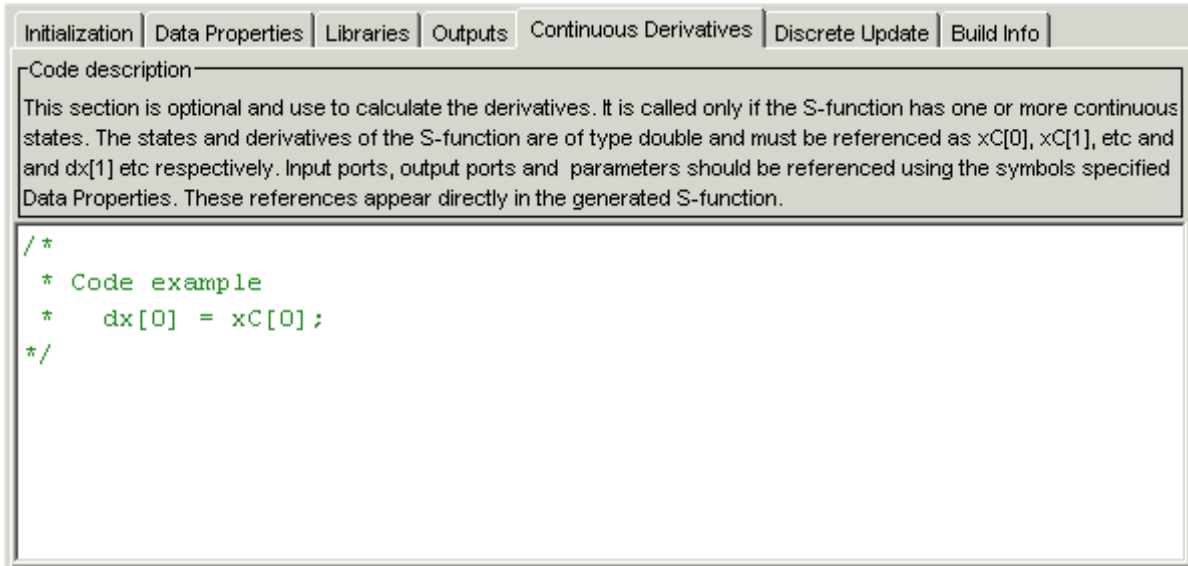 Initialization Data Properties Libraries Outputs Continuous Derivatives Discrete Update Build Info
Code description
This section is optional and use to calculate the derivatives. It is called only if the S-function has one or more continuous
states. The states and derivatives of the S-function are of type double and must be referenced as xC[0], xC[1], etc and
and dx[1] etc respectively. Input ports, output ports and parameters should be referenced using the symbols specified
Data Properties. These references appear directly in the generated S-function.
/*
* Code example
* dx[0] = xC[0];
*/